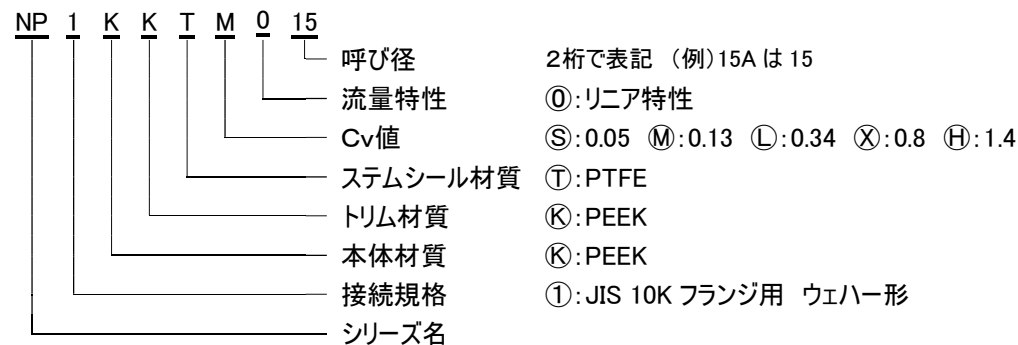 NP 1 K K T M 0 15
呼び径 2桁で表記 (例)15A は 15
流量特性 ⓪:リニア特性
Cv値 Ⓢ:0.05 Ⓜ:0.13 Ⓛ:0.34 Ⓧ:0.8 Ⓗ:1.4
ステムシール材質 Ⓣ:PTFE
トリム材質 Ⓚ:PEEK
本体材質 Ⓚ:PEEK
接続規格 ①:JIS 10K フランジ用 ウェハー形
シリーズ名